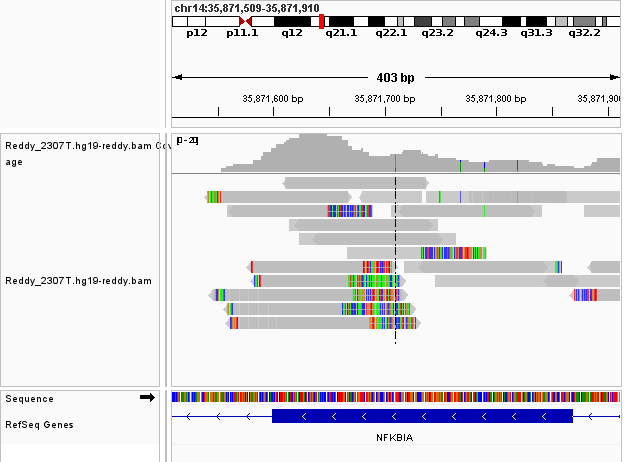 chr14:35,871,509-35,871,910
p12 p11.1 q12 q21.1 q22.1 q23.2 q24.3 q31.3 q32.2
403 bp
35,871,600 bp 35,871,700 bp 35,871,800 bp 35,871,90
Reddy_2307T.hg19-reddy.bam Cov
age
[0-20]
Reddy_2307T.hg19-reddy.bam
Sequence
RefSeq Genes
NFKBIA